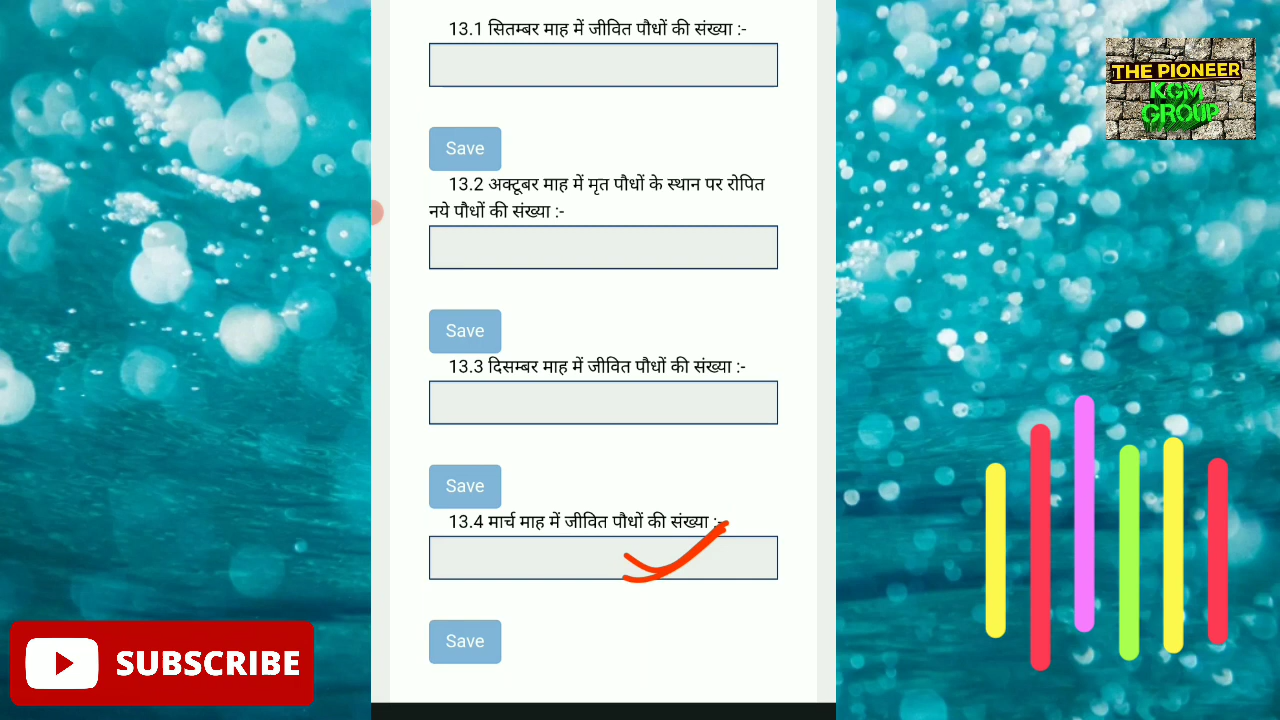 13.1 सितम्बर माह में जीवित पौधों की संख्या :-
Save
13.2 अक्टूबर माह में मृत पौधों के स्थान पर रोपित
नये पौधों की संख्या :-
Save
13.3 दिसम्बर माह में जीवित पौधों की संख्या :-
Save
13.4 मार्च माह में जीवित पौधों की संख्या :-
Save
THE PIONEER
KGM
GROUP
SUBSCRIBE